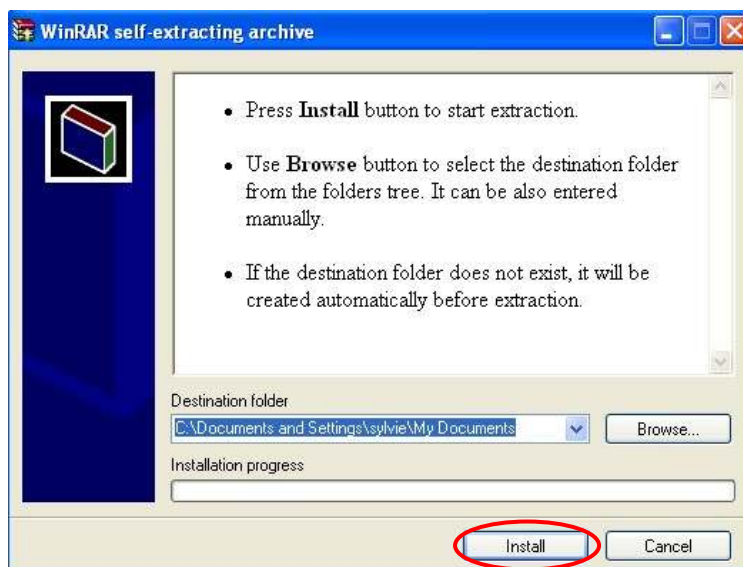 WinRAR self-extracting archive
• Press Install button to start extraction.
• Use Browse button to select the destination folder
from the folders tree. It can be also entered
manually.
• If the destination folder does not exist, it will be
created automatically before extraction.
Destination folder
C:\Documents and Settings\sylvie\My Documents
Browse...
Installation progress
Install
Cancel